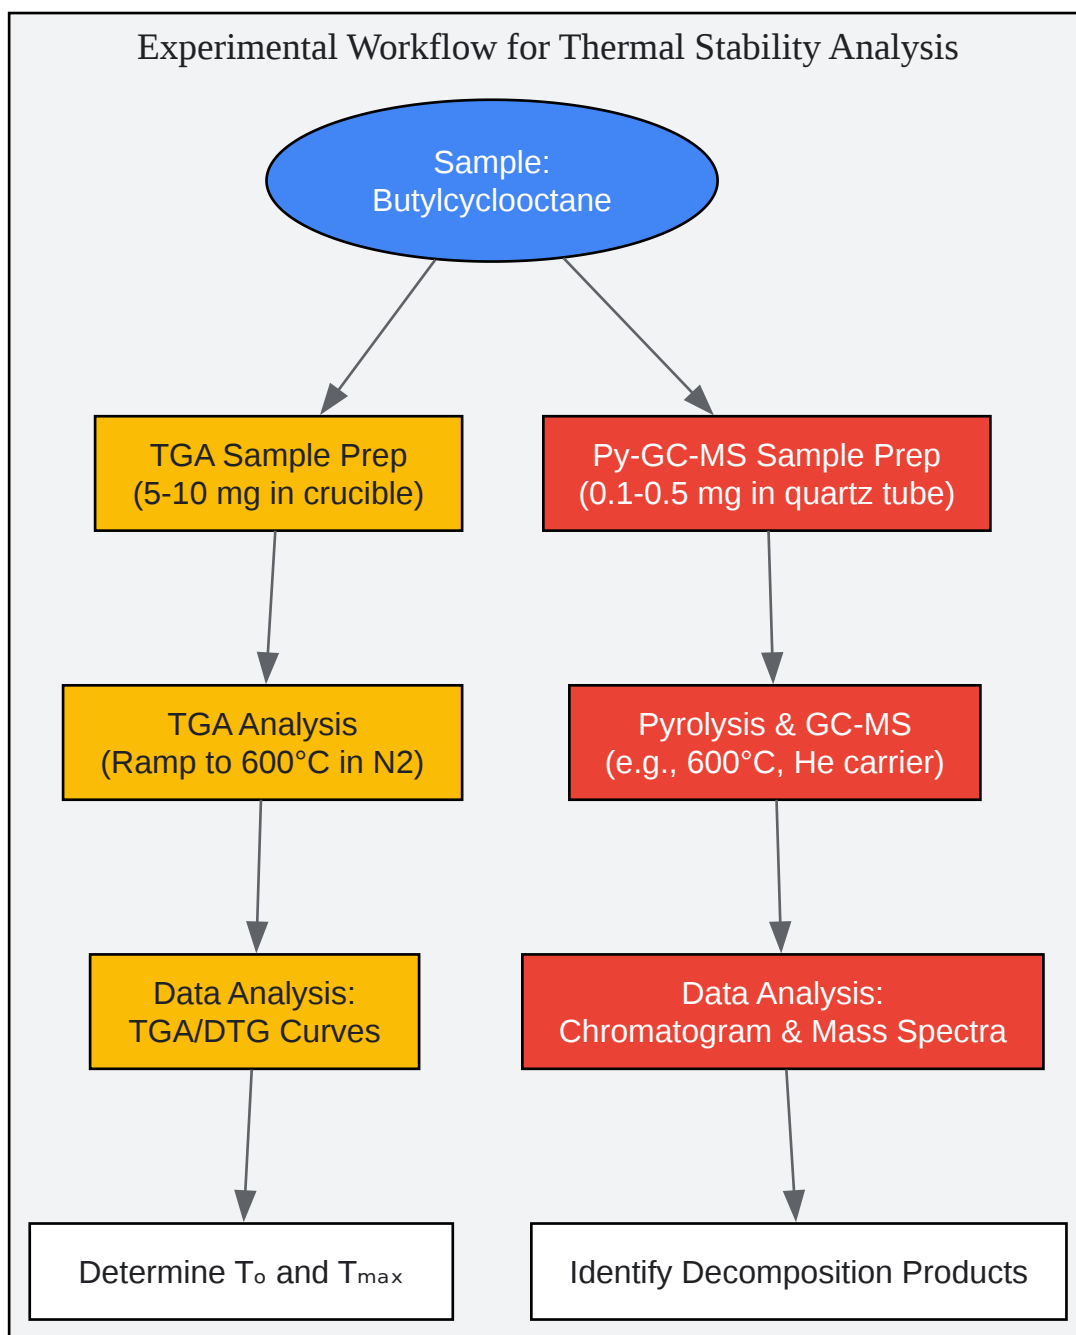 Experimental Workflow for Thermal Stability Analysis
Sample:
Butylcyclooctane
TGA Sample Prep
(5-10 mg in crucible)
Py-GC-MS Sample Prep
(0.1-0.5 mg in quartz tube)
TGA Analysis
(Ramp to 600°C in N2)
Pyrolysis & GC-MS
(e.g., 600°C, He carrier)
Data Analysis:
TGA/DTG Curves
Data Analysis:
Chromatogram & Mass Spectra
Determine Tₒ and Tₘₐₓ
Identify Decomposition Products